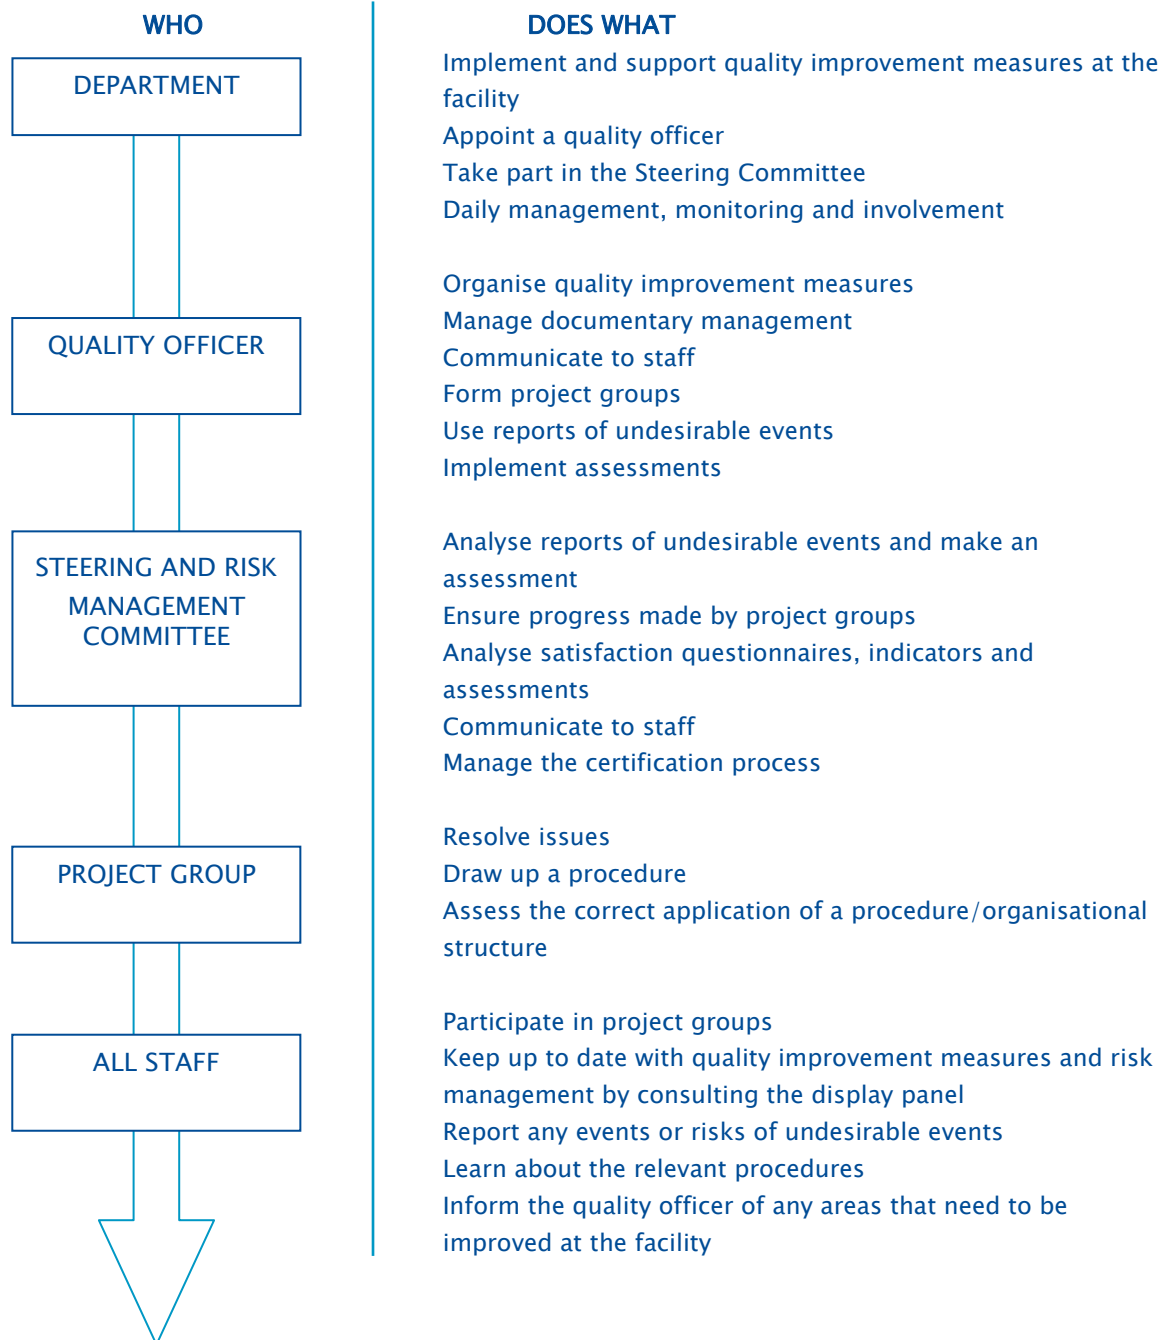 WHO
DOES WHAT
DEPARTMENT
Implement and support quality improvement measures at the
facility
Appoint a quality officer
Take part in the Steering Committee
Daily management, monitoring and involvement
QUALITY OFFICER
Organise quality improvement measures
Manage documentary management
Communicate to staff
Form project groups
Use reports of undesirable events
Implement assessments
STEERING AND RISK
MANAGEMENT
COMMITTEE
Analyse reports of undesirable events and make an
assessment
Ensure progress made by project groups
Analyse satisfaction questionnaires, indicators and
assessments
Communicate to staff
Manage the certification process
PROJECT GROUP
Resolve issues
Draw up a procedure
Assess the correct application of a procedure/organisational
structure
ALL STAFF
Participate in project groups
Keep up to date with quality improvement measures and risk
management by consulting the display panel
Report any events or risks of undesirable events
Learn about the relevant procedures
Inform the quality officer of any areas that need to be
improved at the facility